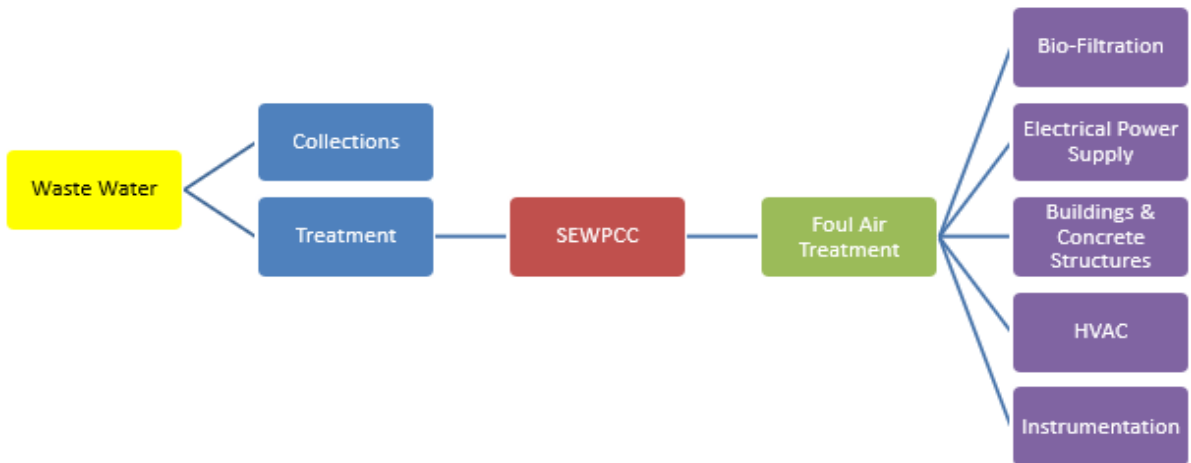 Waste Water
Collections
Treatment
SEWPCC
Foul Air
Treatment
Bio-Filtration
Electrical Power
Supply
Buildings &
Concrete
Structures
HVAC
Instrumentation